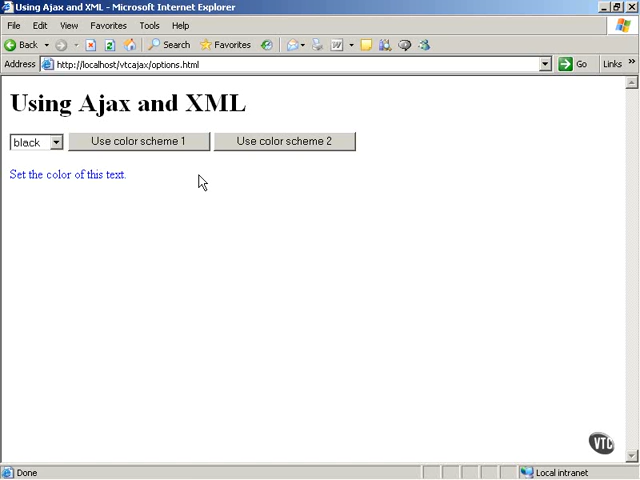 Using Ajax and XML - Microsoft Internet Explorer
File Edit View Favorites Tools Help
Back Search Favorites
Address http://localhost/vtcajax/options.html Go Links »
Using Ajax and XML
black Use color scheme 1 Use color scheme 2
Set the color of this text.
VTC
Done Local intranet